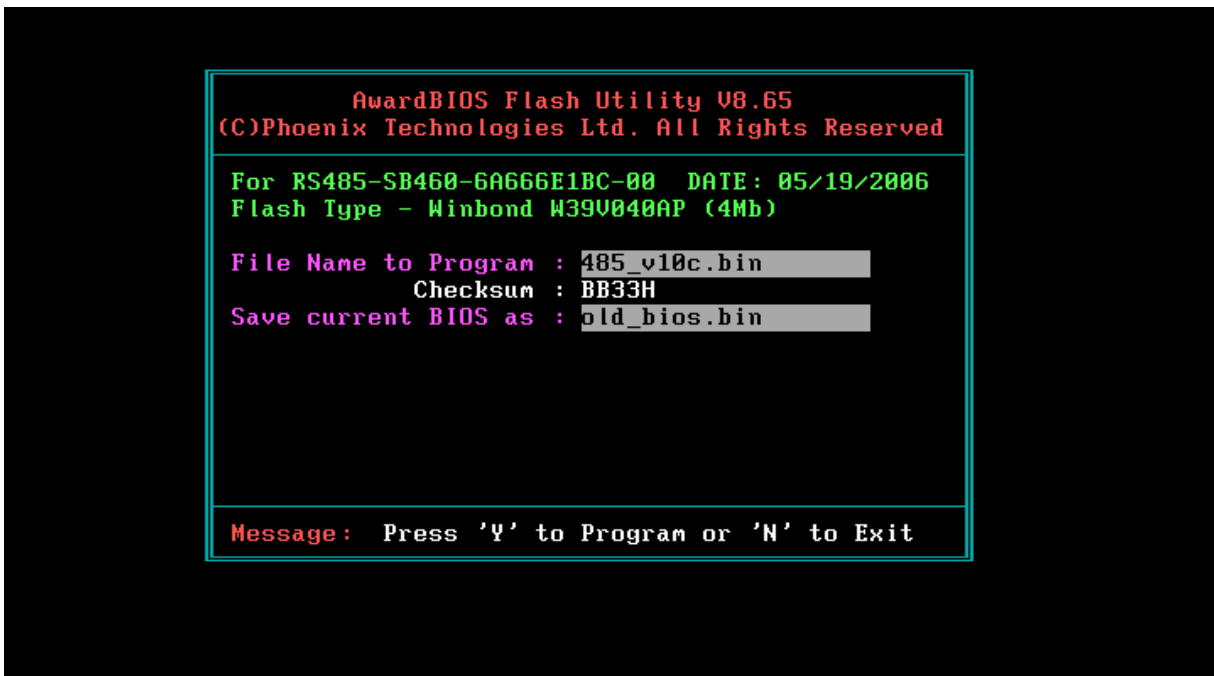 AwardBIOS Flash Utility V8.65
(C)Phoenix Technologies Ltd. All Rights Reserved
For RS485-SB460-6A666E1BC-00 DATE: 05/19/2006
Flash Type - Winbond W39V040AP (4Mb)
File Name to Program : 485_v10c.bin
Checksum : BB33H
Save current BIOS as : old_bios.bin
Message: Press 'Y' to Program or 'N' to Exit